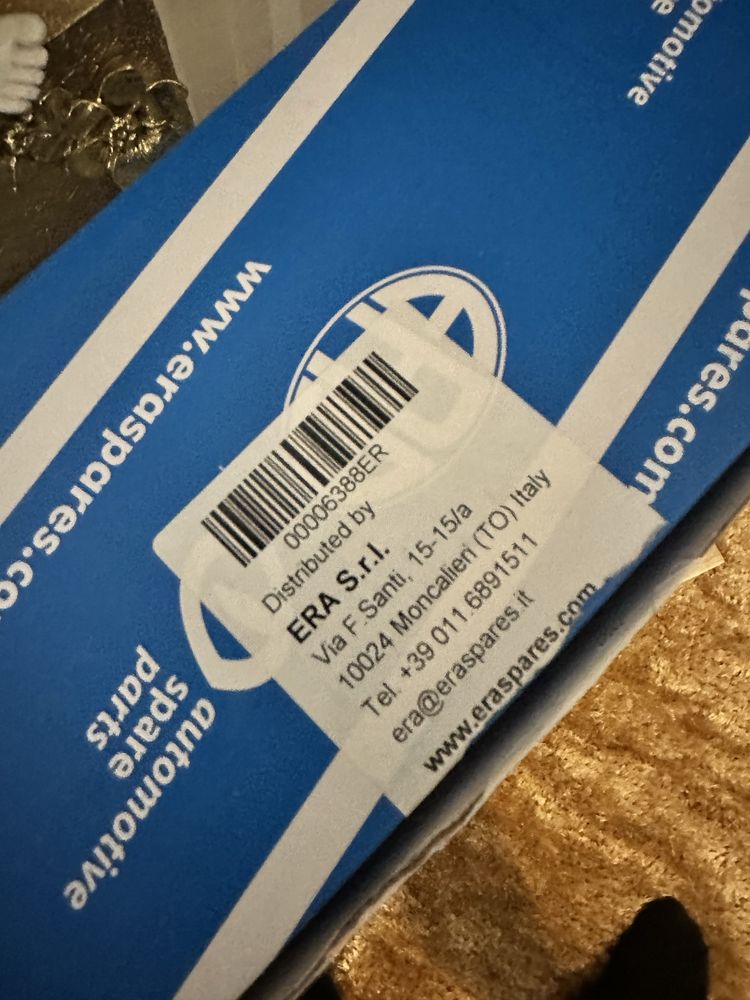 automotive
www.eraspares.co
pares.com
00006388ER
Distributed by
ERA S.r.l.
Via F.Santi, 15-15/a
10024 Moncalieri (TO) Italy
Tel. +39 011.6891511
era@eraspares.it
www.eraspares.com
automotive
spare
parts